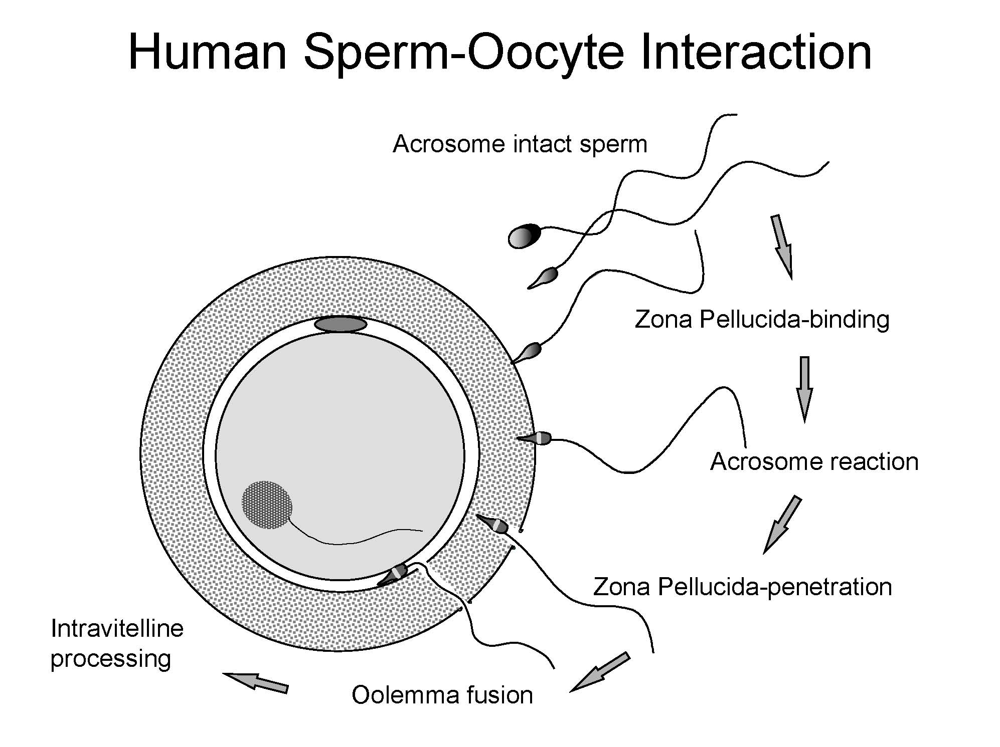 Human Sperm-Oocyte Interaction
Acrosome intact sperm
Zona Pellucida-binding
Acrosome reaction
Zona Pellucida-penetration
Oolemma fusion
Intravitelline
processing